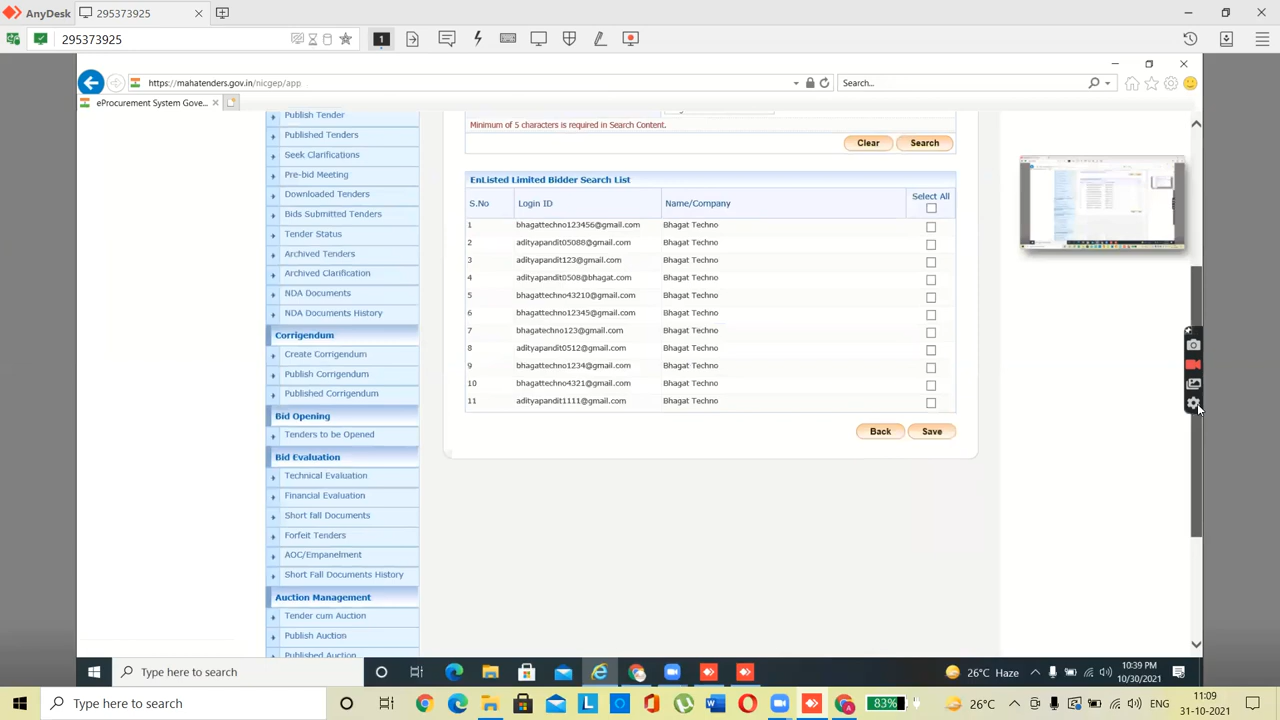 AnyDesk
295373925
295373925
1
https://mahatenders.gov.in/nicgep/app
Search...
eProcurement System Gove...
Publish Tender
Published Tenders
Seek Clarifications
Pre-bid Meeting
Downloaded Tenders
Bids Submitted Tenders
Tender Status
Archived Tenders
Archived Clarification
NDA Documents
NDA Documents History
Corrigendum
Create Corrigendum
Publish Corrigendum
Published Corrigendum
Bid Opening
Tenders to be Opened
Bid Evaluation
Technical Evaluation
Financial Evaluation
Short fall Documents
Forfeit Tenders
AOC/Empanelment
Short Fall Documents History
Auction Management
Tender cum Auction
Publish Auction
Published Auction
Minimum of 5 characters is required in Search Content.
Clear Search
EnListed Limited Bidder Search List
S.No Login ID Name/Company Select All
1 bhagattechno123456@gmail.com Bhagat Techno
2 adityapandit05088@gmail.com Bhagat Techno
3 adityapandit123@gmail.com Bhagat Techno
4 adityapandit0508@bhagat.com Bhagat Techno
5 bhagattechno43210@gmail.com Bhagat Techno
6 bhagattechno12345@gmail.com Bhagat Techno
7 bhagatechno123@gmail.com Bhagat Techno
8 adityapandit0512@gmail.com Bhagat Techno
9 bhagattechno1234@gmail.com Bhagat Techno
10 bhagattechno4321@gmail.com Bhagat Techno
11 adityapandit1111@gmail.com Bhagat Techno
Back Save
Type here to search
26°C Haze
10:39 PM
10/30/2021
Type here to search
83%
26°C
11:09
31-10-2021